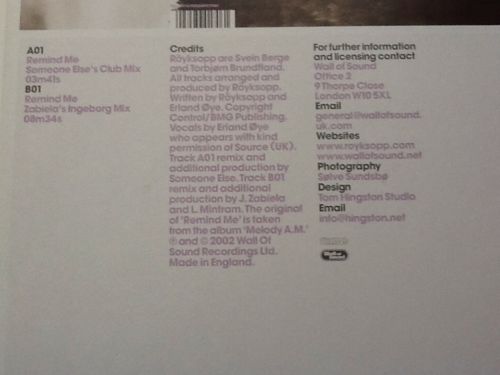 A01
Remind Me
Someone Else's Club Mix
03m41s
B01
Remind Me
Zabiela's Ingeborg Mix
08m34s
Credits
Röyksopp are Svein Berge
and Torbjørn Brundtland.
All tracks arranged and
produced by Röyksopp.
Written by Röyksopp and
Erland Øye. Copyright
Control/BMG Publishing.
Vocals by Erland Øye
who appears with kind
permission of Source (UK).
Track A01 remix and
additional production by
Someone Else. Track B01
remix and additional
production by J. Zabiela
and L. Mintram. The original
of 'Remind Me' is taken
from the album 'Melody A.M.'
℗ and © 2002 Wall Of
Sound Recordings Ltd.
Made in England.
For further information
and licensing contact
Wall of Sound
Office 2
9 Thorpe Close
London W10 5XL
Email
general@wallofsound.
uk.com
Websites
www.royksopp.com
www.wallofsound.net
Photography
Sølve Sundsbø
Design
Tom Hingston Studio
Email
info@hingston.net